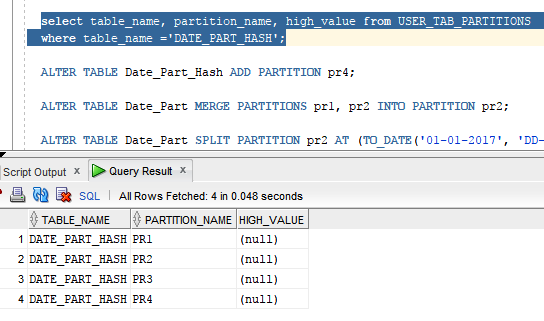 select table_name, partition_name, high_value from USER_TAB_PARTITIONS
where table_name ='DATE_PART_HASH';
ALTER TABLE Date_Part_Hash ADD PARTITION pr4;
ALTER TABLE Date_Part MERGE PARTITIONS pr1, pr2 INTO PARTITION pr2;
ALTER TABLE Date_Part SPLIT PARTITION pr2 AT (TO_DATE('01-01-2017', 'DD-
Script Output x Query Result x
SQL | All Rows Fetched: 4 in 0.048 seconds
TABLE_NAME PARTITION_NAME HIGH_VALUE
1 DATE_PART_HASH PR1 (null)
2 DATE_PART_HASH PR2 (null)
3 DATE_PART_HASH PR3 (null)
4 DATE_PART_HASH PR4 (null)